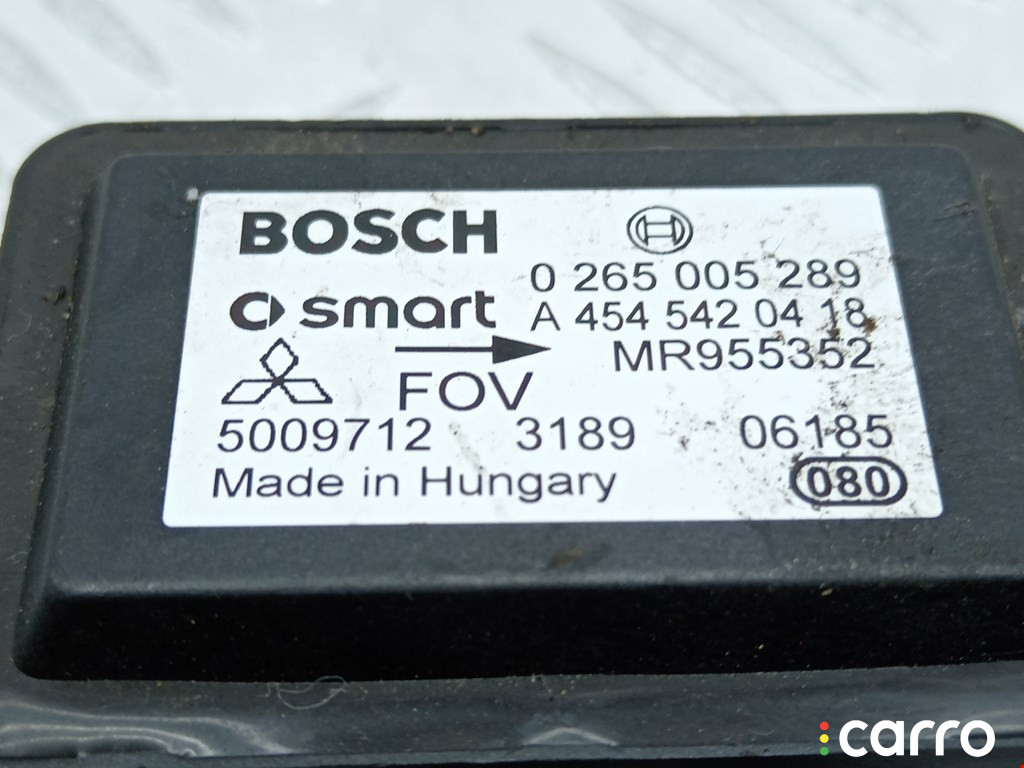 BOSCH
0 265 005 289
smart
A 454 542 04 18
MR955352
FOV
5009712 3189 06185
Made in Hungary
080
carro